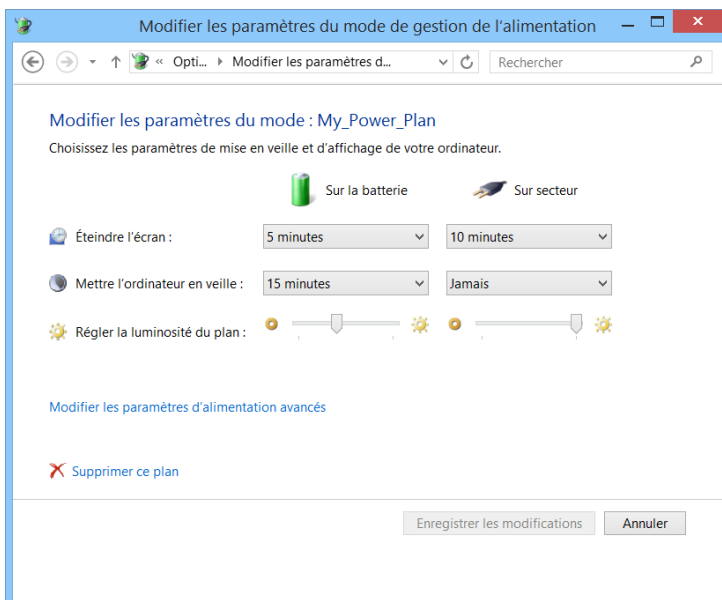 Modifier les paramètres du mode de gestion de l'alimentation
« Opti... Modifier les paramètres d... Rechercher
Modifier les paramètres du mode : My_Power_Plan
Choisissez les paramètres de mise en veille et d'affichage de votre ordinateur.
Sur la batterie Sur secteur
Éteindre l'écran : 5 minutes 10 minutes
Mettre l'ordinateur en veille : 15 minutes Jamais
Régler la luminosité du plan :
Modifier les paramètres d'alimentation avancés
Supprimer ce plan
Enregistrer les modifications Annuler